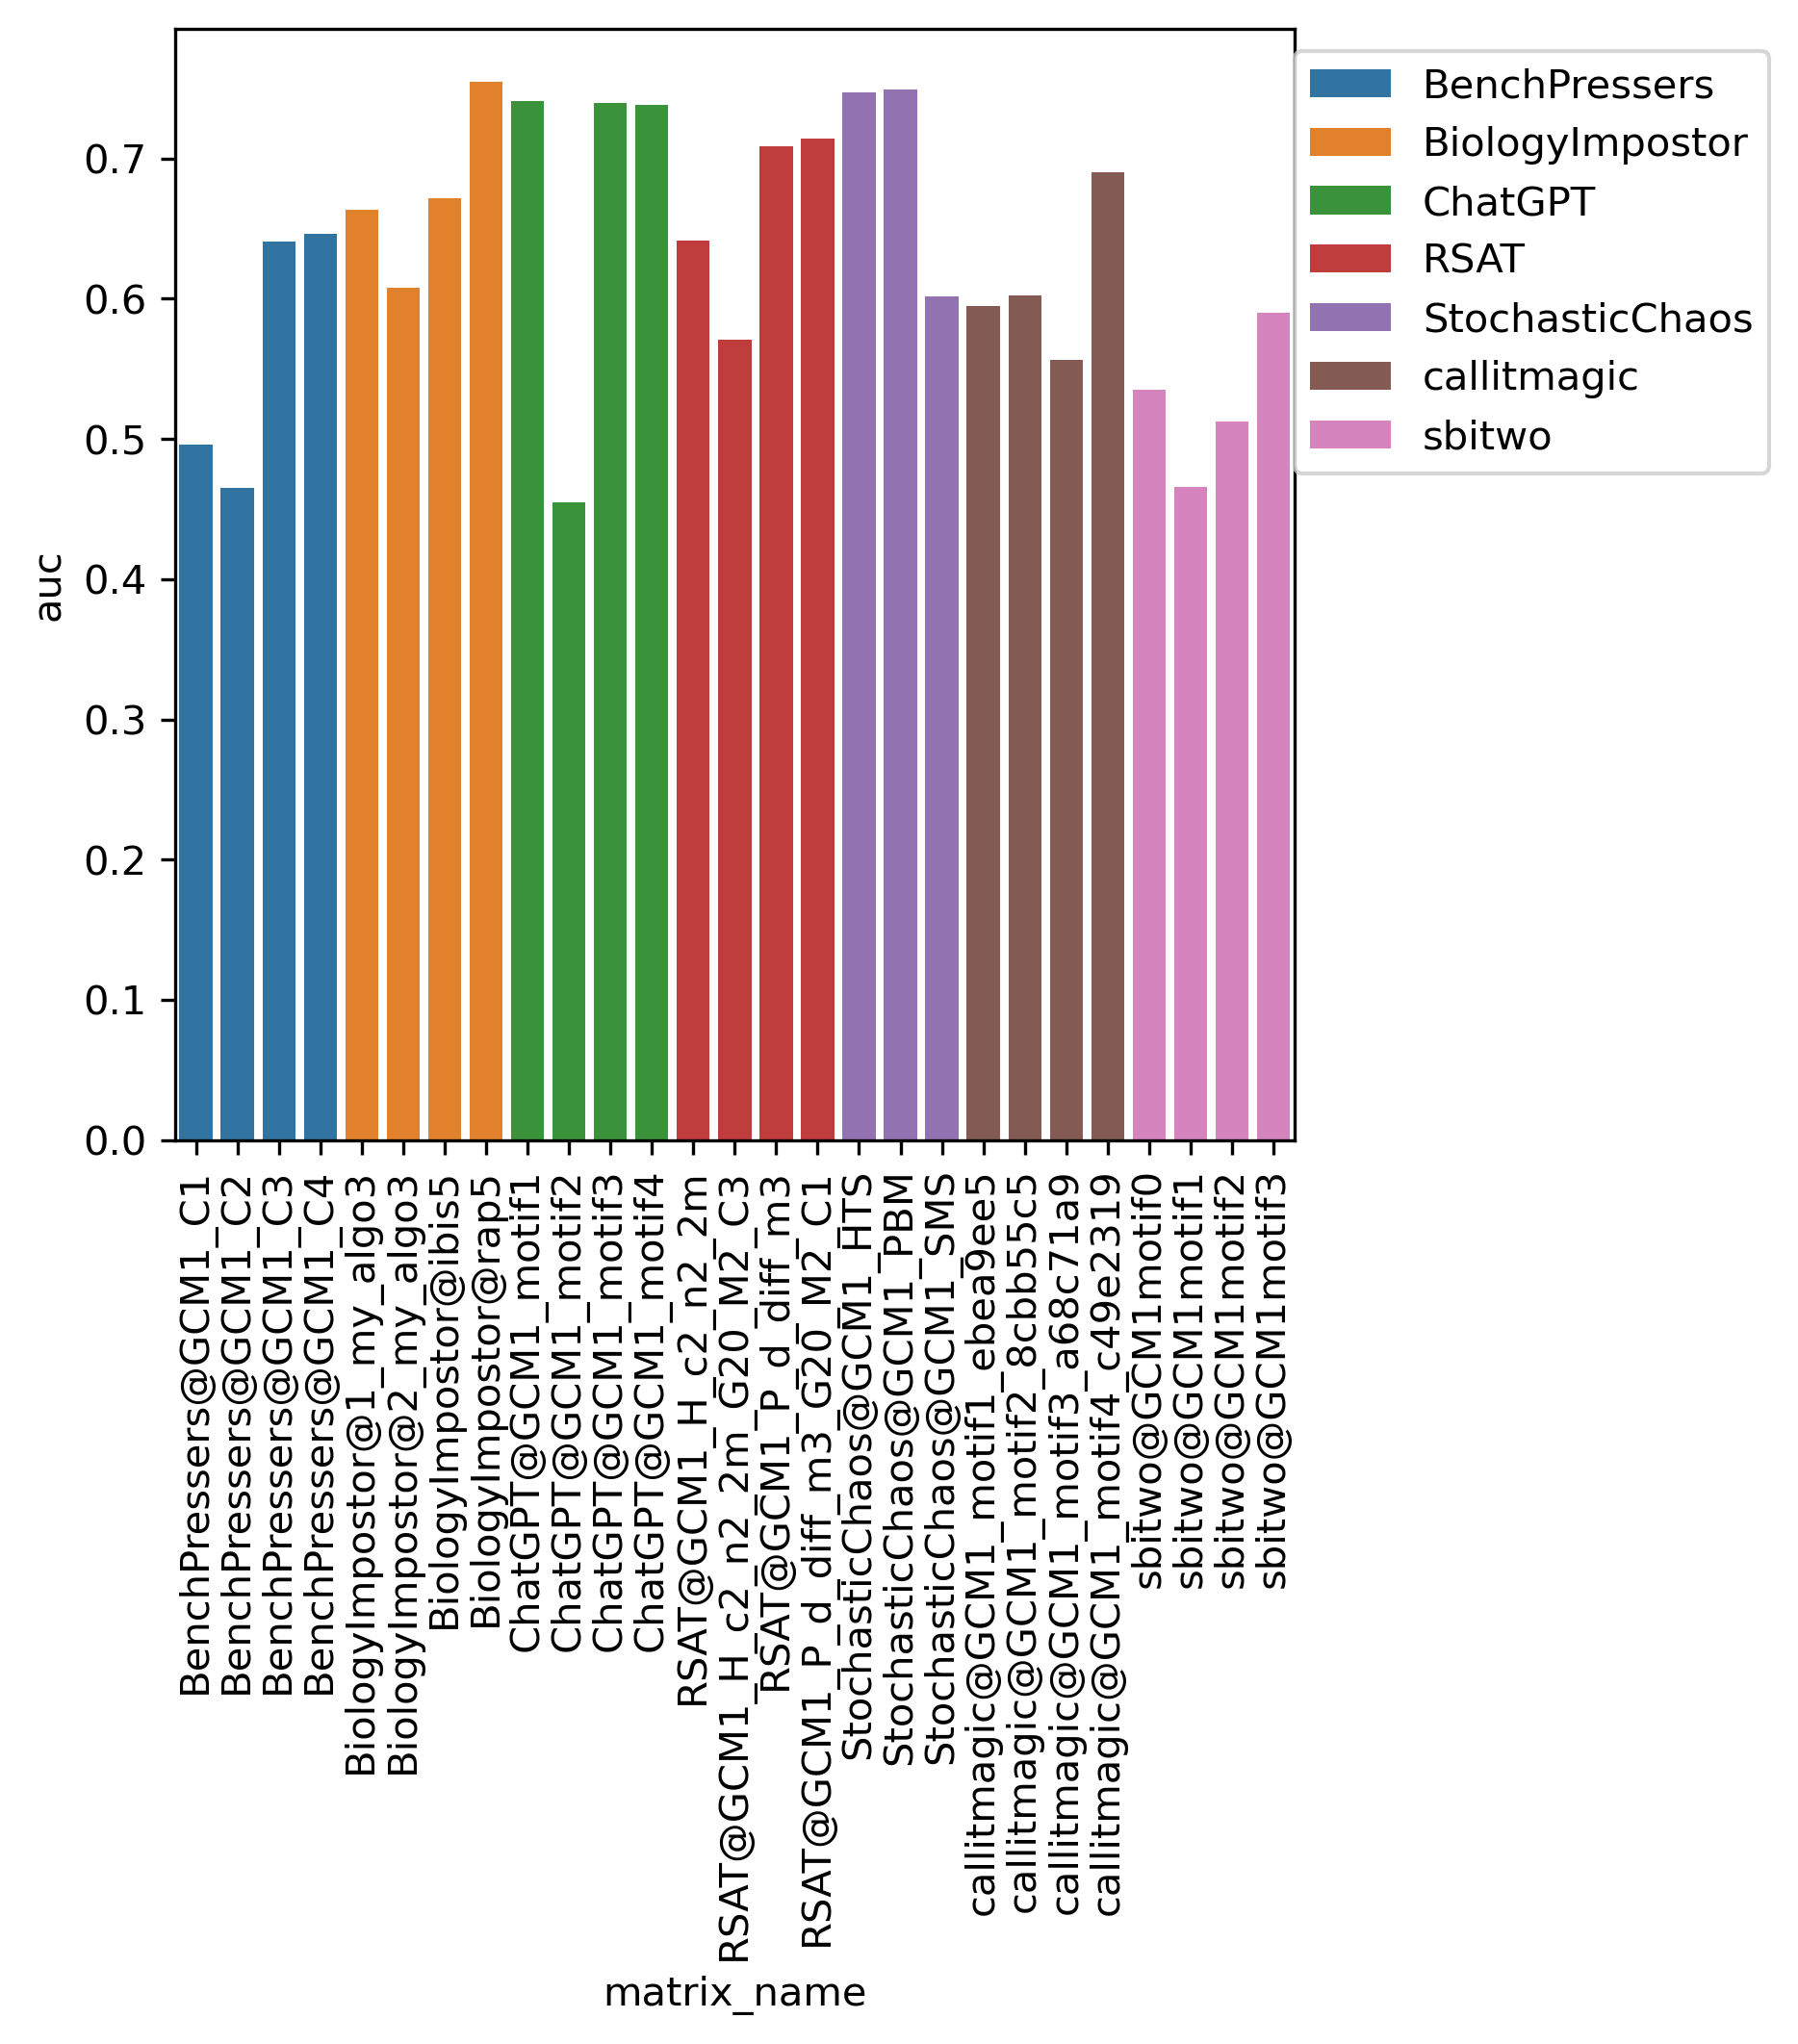 BenchPressers
BiologyImpostor
ChatGPT
RSAT
StochasticChaos
callitmagic
sbitwo
auc
0.7
0.6
0.5
0.4
0.3
0.2
0.1
0.0
BenchPressers@GCM1_C1
BenchPressers@GCM1_C2
BenchPressers@GCM1_C3
BenchPressers@GCM1_C4
BiologyImpostor@1_my_algo3
BiologyImpostor@2_my_algo3
BiologyImpostor@ibis5
BiologyImpostor@rap5
ChatGPT@GCM1_motif1
ChatGPT@GCM1_motif2
ChatGPT@GCM1_motif3
ChatGPT@GCM1_motif4
RSAT@GCM1_H_c2_n2_2m
RSAT@GCM1_H_c2_n2_2m_G20_M2_C3
RSAT@GCM1_P_d_diff_m3
RSAT@GCM1_P_d_diff_m3_G20_M2_C1
StochasticChaos@GCM1_HTS
StochasticChaos@GCM1_PBM
StochasticChaos@GCM1_SMS
callitmagic@GCM1_motif1_ebea9ee5
callitmagic@GCM1_motif2_8cbb55c5
callitmagic@GCM1_motif3_a68c71a9
callitmagic@GCM1_motif4_c49e2319
sbitwo@GCM1motif0
sbitwo@GCM1motif1
sbitwo@GCM1motif2
sbitwo@GCM1motif3
matrix_name